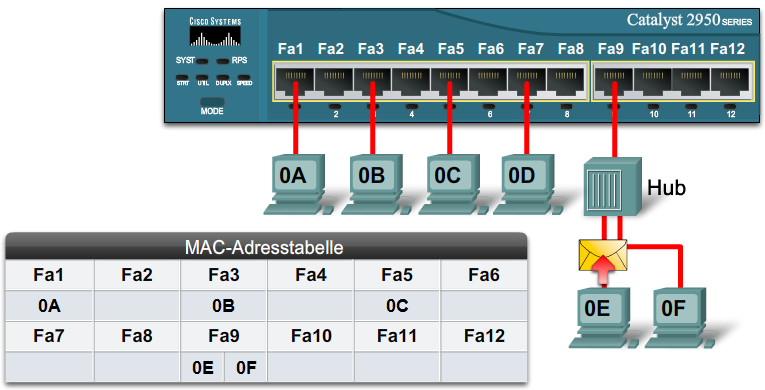 CISCO SYSTEMS
Catalyst 2950 SERIES
Fa1 Fa2 Fa3 Fa4 Fa5 Fa6 Fa7 Fa8 Fa9 Fa10 Fa11 Fa12
SYST RPS
STRT UTIL DUPLX SPEED
MODE
2 4 6 8 10 11 12
0A 0B 0C 0D
Hub
MAC-Adresstabelle
Fa1 Fa2 Fa3 Fa4 Fa5 Fa6
0A 0B 0C
Fa7 Fa8 Fa9 Fa10 Fa11 Fa12
0E 0F
0E 0F